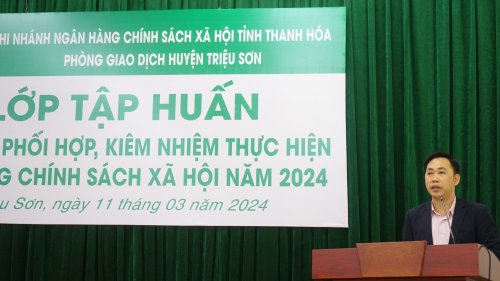 HI NHÁNH NGÂN HÀNG CHÍNH SÁCH XÃ HỘI TỈNH THANH HÓA
PHÒNG GIAO DỊCH HUYỆN TRIỆU SƠN
LỚP TẬP HUẤN
PHỐI HỢP, KIÊM NHIỆM THỰC HIỆN
G CHÍNH SÁCH XÃ HỘI NĂM 2024
u Sơn, ngày 11 tháng 03 năm 2024